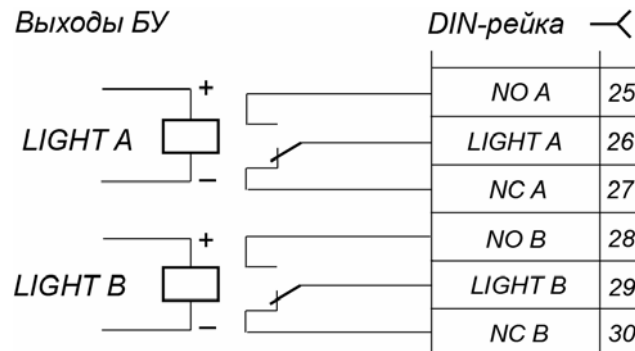 Выходы БУ
DIN-рейка
+
NO A 25
LIGHT A
LIGHT A 26
–
NC A 27
+
NO B 28
LIGHT B
LIGHT B 29
–
NC B 30